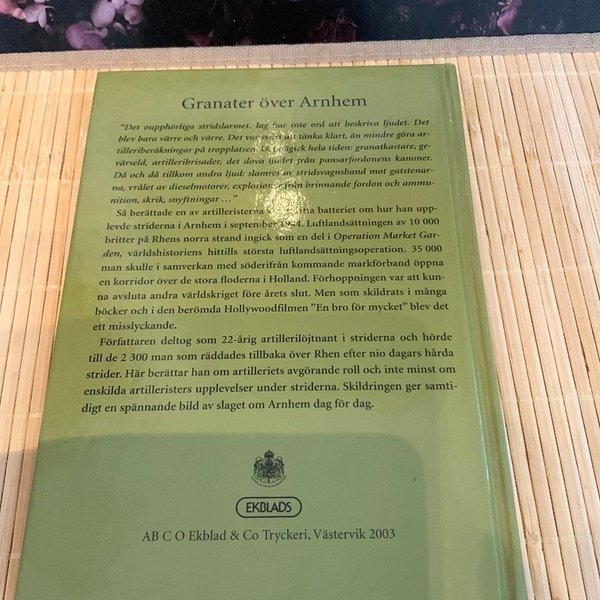 Granater över Arnhem
"Det oupphörliga stridslarmet. Jag har inte ord att beskriva ljudet. Det
blev bara värre och värre. Det var svårt att tänka klart, än mindre göra ar-
tilleriberäkningar på tropplatsen. Det pågick hela tiden: granatkastare, ge-
värseld, artilleribrisader, det dova ljudet från pansarfordonens kanoner.
Då och då tillkom andra ljud: slamret av stridsvagnsband mot gatstenar-
na, vrålet av dieselmotorer, explosioner från brinnande fordon och ammu-
nition, skrik, snyftningar ..."
Så berättade en av artilleristerna batteriet om hur han upp-
levde striderna i Arnhem i september 1944. Luftlandsättningen av 10 000
britter på Rhens norra strand ingick som en del i Operation Market Gar-
den, världshistoriens hittills största luftlandsättningsoperation. 35 000
man skulle i samverkan med söderifrån kommande markförband öppna
en korridor över de stora floderna i Holland. Förhoppningen var att kun-
na avsluta andra världskriget före årets slut. Men som skildrats i många
böcker och i den berömda Hollywoodfilmen "En bro för mycket" blev det
ett misslyckande.
Författaren deltog som 22-årig artillerilöjtnant i striderna och hörde
till de 2 300 man som räddades tillbaka över Rhen efter nio dagars hårda
strider. Här berättar han om artilleriets avgörande roll och inte minst om
enskilda artilleristers upplevelser under striderna. Skildringen ger samti-
digt en spännande bild av slaget om Arnhem dag för dag.
EKBLADS
AB C O Ekblad & Co Tryckeri, Västervik 2003